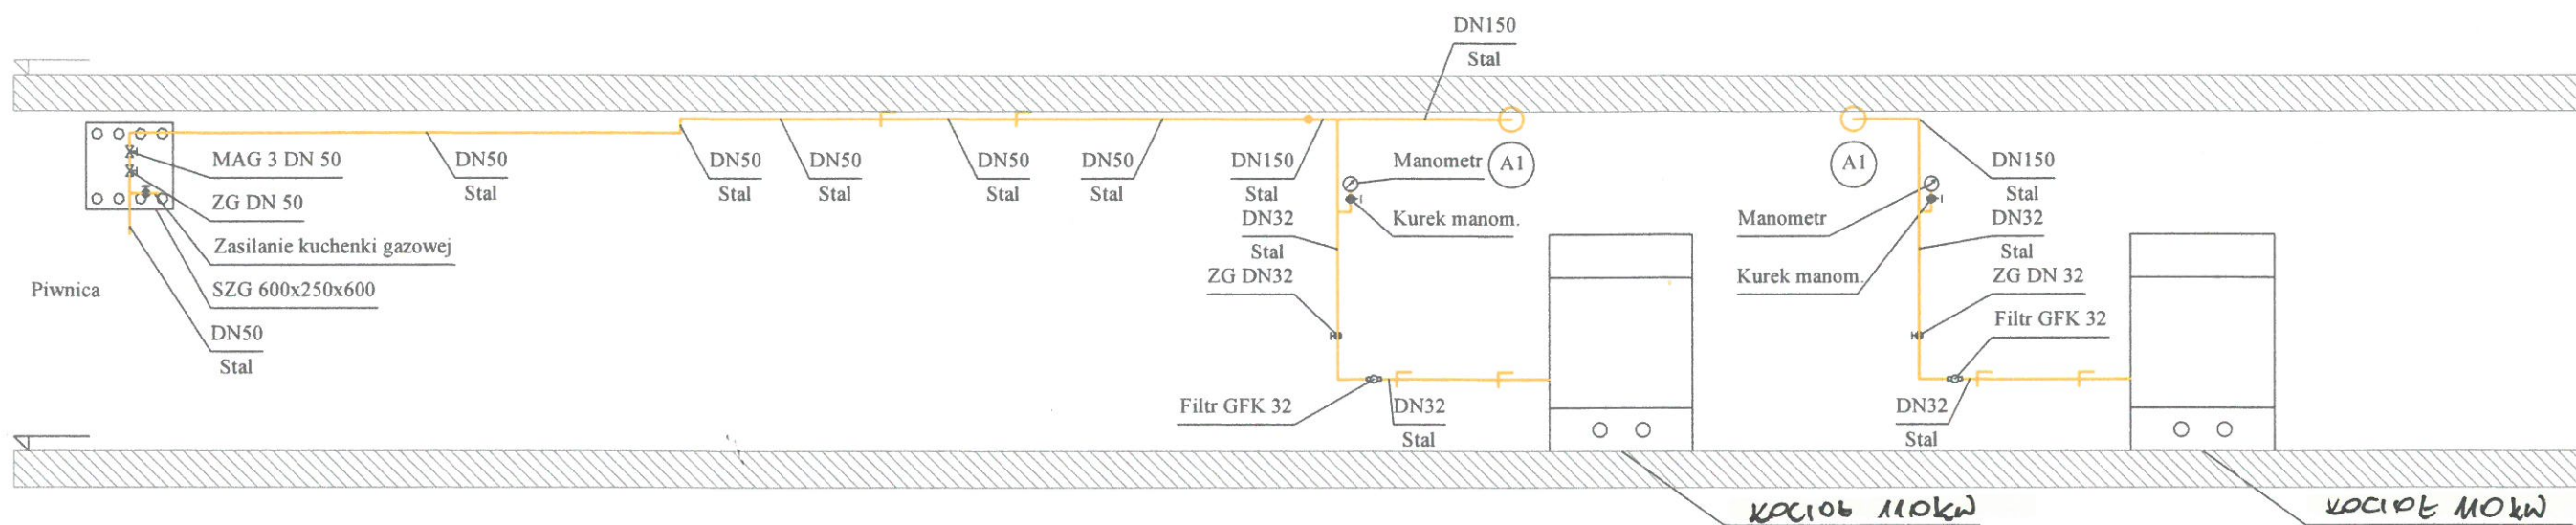 DN150
Stal
MAG 3 DN 50
ZG DN 50
Zasilanie kuchenki gazowej
SZG 600x250x600
DN50
Stal
Piwnica
DN50
Stal
DN50
Stal
DN50
Stal
DN50
Stal
DN50
Stal
DN150
Stal
Manometr
A1
DN32
Stal
Kurek manom.
ZG DN32
Filtr GFK 32
DN32
Stal
A1
DN150
Stal
Manometr
DN32
Stal
Kurek manom.
ZG DN 32
Filtr GFK 32
DN32
Stal
KOCIOŁ 110kW
KOCIOŁ 110kW